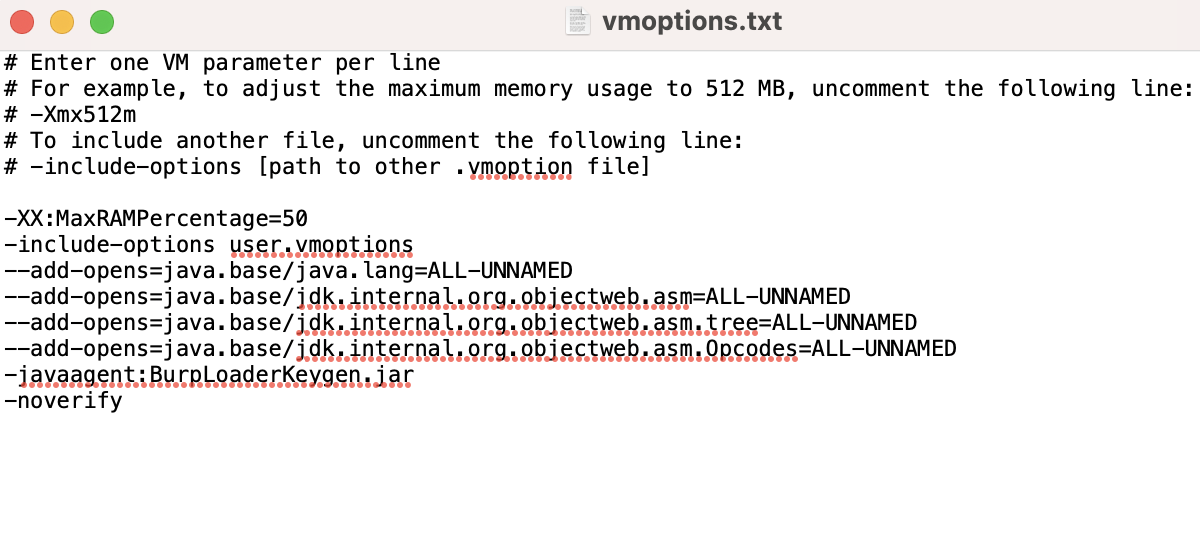 vmoptions.txt
# Enter one VM parameter per line
# For example, to adjust the maximum memory usage to 512 MB, uncomment the following line:
# -Xmx512m
# To include another file, uncomment the following line:
# -include-options [path to other .vmoption file]
-XX:MaxRAMPercentage=50
-include-options user.vmoptions
--add-opens=java.base/java.lang=ALL-UNNAMED
--add-opens=java.base/jdk.internal.org.objectweb.asm=ALL-UNNAMED
--add-opens=java.base/jdk.internal.org.objectweb.asm.tree=ALL-UNNAMED
--add-opens=java.base/jdk.internal.org.objectweb.asm.Opcodes=ALL-UNNAMED
-javaagent:BurpLoaderKeygen.jar
-noverify